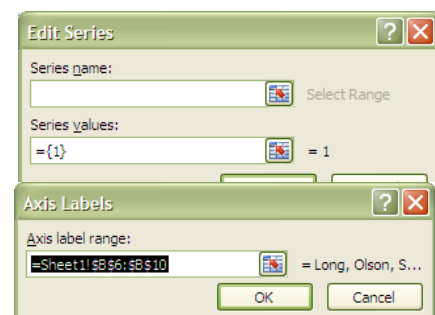 Edit Series
Series name:
Select Range
Series values:
={1} = 1
Axis Labels
Axis label range:
=Sheet1!$B$6:$B$10 = Long, Olson, S...
OK Cancel